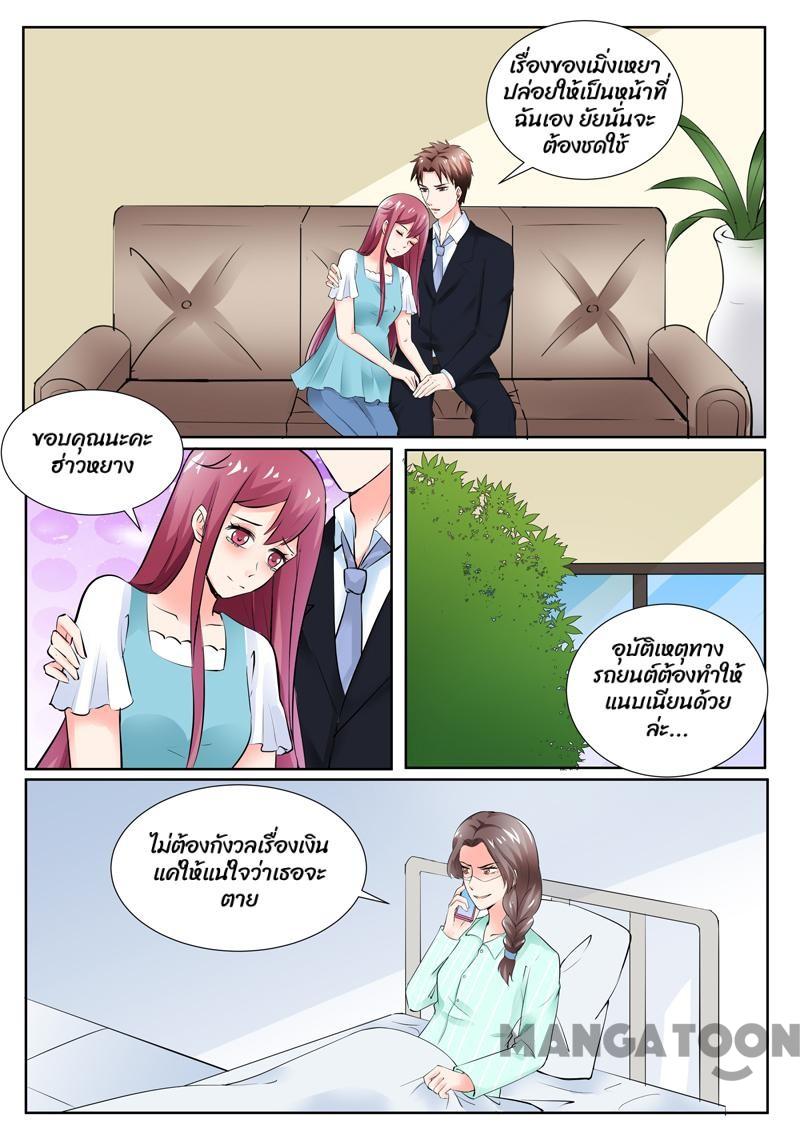 เรื่องของเมิ่งเหยา
ปล่อยให้เป็นหน้าที่
ฉันเอง ยัยนั่นจะ
ต้องชดใช้
ขอบคุณนะคะ
ฮ่าวหยาง
อุบัติเหตุทาง
รถยนต์ต้องทำให้
แนบเนียนด้วย
ล่ะ...
ไม่ต้องกังวลเรื่องเงิน
แค่ให้แน่ใจว่าเธอจะ
ตาย
MANGATOON